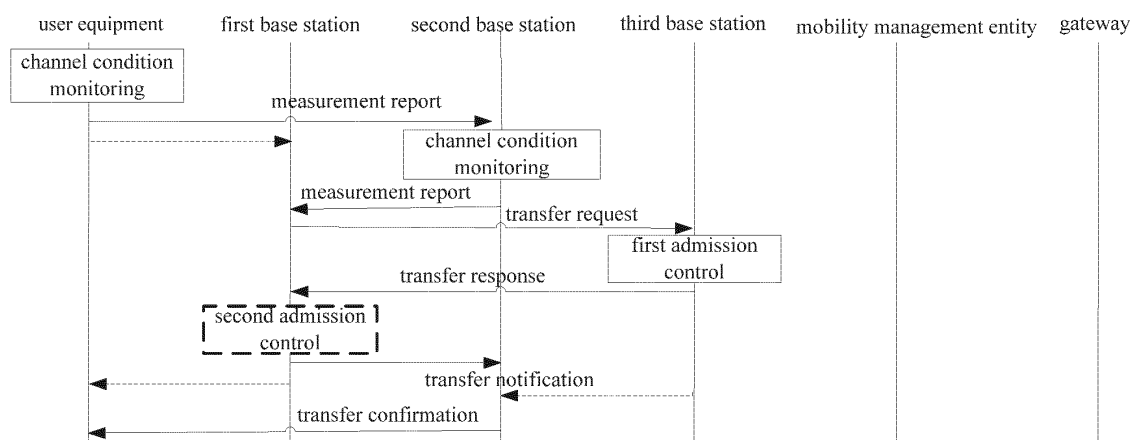 user equipment
first base station
second base station
third base station
mobility management entity
gateway
channel condition
monitoring
measurement report
channel condition
monitoring
measurement report
transfer request
first admission
control
transfer response
second admission
control
transfer notification
transfer confirmation